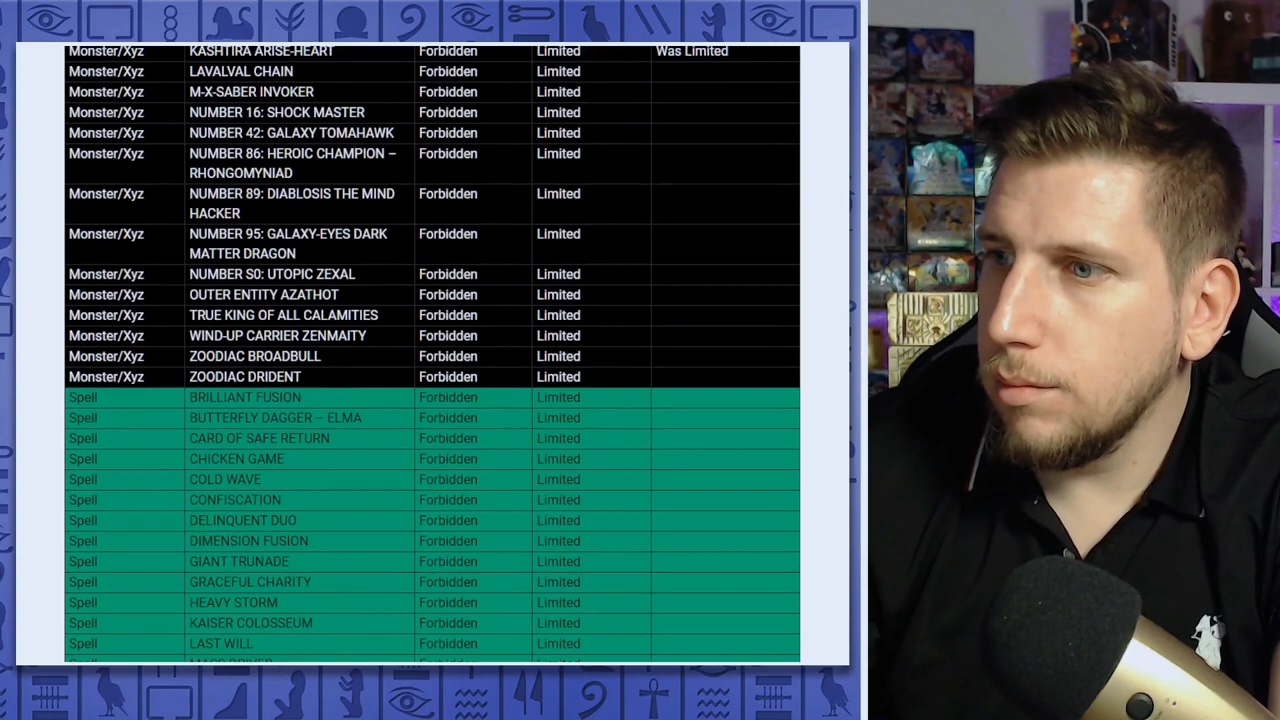 Monster/Xyz KASHTIRA ARISE-HEART Forbidden Limited Was Limited
Monster/Xyz LAVALVAL CHAIN Forbidden Limited
Monster/Xyz M-X-SABER INVOKER Forbidden Limited
Monster/Xyz NUMBER 16: SHOCK MASTER Forbidden Limited
Monster/Xyz NUMBER 42: GALAXY TOMAHAWK Forbidden Limited
Monster/Xyz NUMBER 86: HEROIC CHAMPION – Forbidden Limited
RHONGOMYNIAD
Monster/Xyz NUMBER 89: DIABLOSIS THE MIND Forbidden Limited
HACKER
Monster/Xyz NUMBER 95: GALAXY-EYES DARK Forbidden Limited
MATTER DRAGON
Monster/Xyz NUMBER S0: UTOPIC ZEXAL Forbidden Limited
Monster/Xyz OUTER ENTITY AZATHOT Forbidden Limited
Monster/Xyz TRUE KING OF ALL CALAMITIES Forbidden Limited
Monster/Xyz WIND-UP CARRIER ZENMAITY Forbidden Limited
Monster/Xyz ZOODIAC BROADBULL Forbidden Limited
Monster/Xyz ZOODIAC DRIDENT Forbidden Limited
Spell BRILLIANT FUSION Forbidden Limited
Spell BUTTERFLY DAGGER – ELMA Forbidden Limited
Spell CARD OF SAFE RETURN Forbidden Limited
Spell CHICKEN GAME Forbidden Limited
Spell COLD WAVE Forbidden Limited
Spell CONFISCATION Forbidden Limited
Spell DELINQUENT DUO Forbidden Limited
Spell DIMENSION FUSION Forbidden Limited
Spell GIANT TRUNADE Forbidden Limited
Spell GRACEFUL CHARITY Forbidden Limited
Spell HEAVY STORM Forbidden Limited
Spell KAISER COLOSSEUM Forbidden Limited
Spell LAST WILL Forbidden Limited